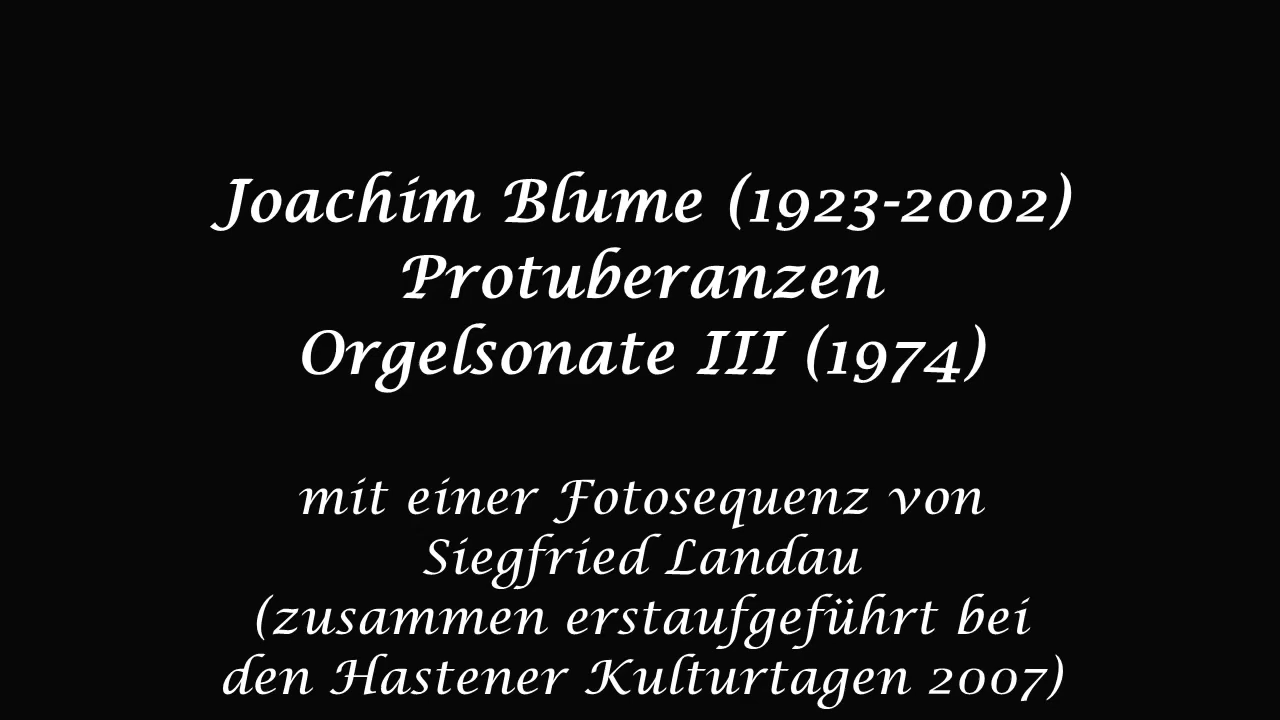 Joachim Blume (1923-2002)
Protuberanzen
Orgelsonate III (1974)
mit einer Fotosequenz von
Siegfried Landau
(zusammen erstaufgeführt bei
den Hastener Kulturtagen 2007)